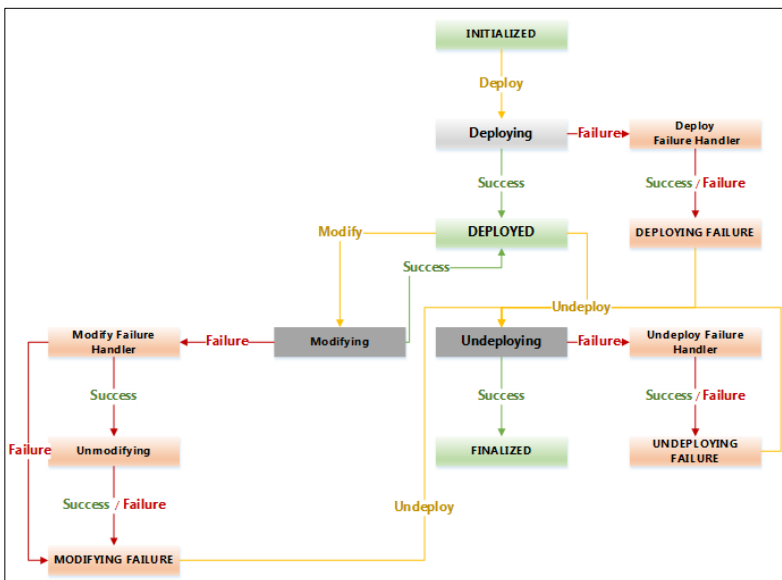 INITIALIZED
Deploy
Deploying
Failure
Deploy
Failure Handler
Success
Success / Failure
Modify
DEPLOYED
DEPLOYING FAILURE
Success
Undeploy
Modify Failure
Handler
Failure
Modifying
Undeploying
Failure
Undeploy Failure
Handler
Success
Success
Success / Failure
Failure
Unmodifying
FINALIZED
UNDEPLOYING
FAILURE
Success / Failure
Undeploy
MODIFYING FAILURE